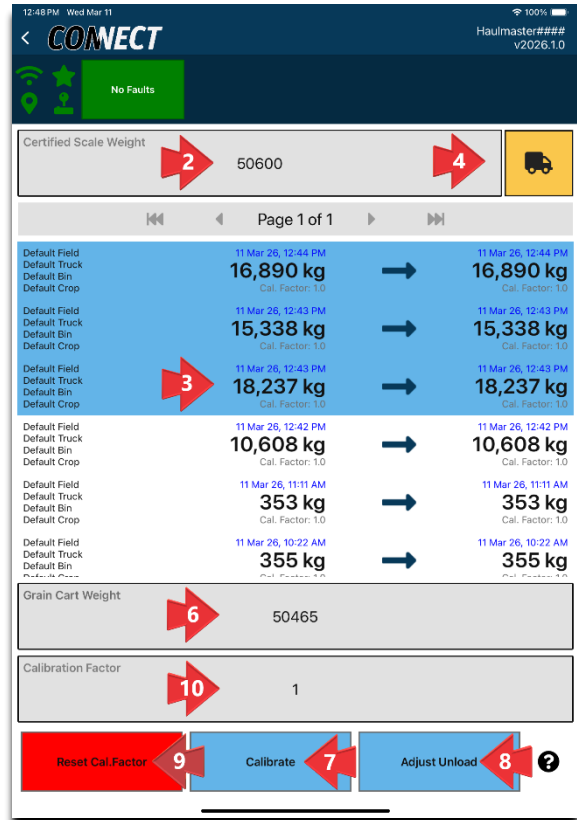 12:48 PM Wed Mar 11
100%
CONNECT
Haulmaster####
v2026.1.0
No Faults
Certified Scale Weight
2
50600
4
Page 1 of 1
Default Field
Default Truck
Default Bin
Default Crop
11 Mar 26, 12:44 PM
16,890 kg
Cal. Factor: 1.0
11 Mar 26, 12:44 PM
16,890 kg
Cal. Factor: 1.0
Default Field
Default Truck
Default Bin
Default Crop
11 Mar 26, 12:43 PM
15,338 kg
Cal. Factor: 1.0
11 Mar 26, 12:43 PM
15,338 kg
Cal. Factor: 1.0
Default Field
Default Truck
Default Bin
Default Crop
3
11 Mar 26, 12:43 PM
18,237 kg
Cal. Factor: 1.0
11 Mar 26, 12:43 PM
18,237 kg
Cal. Factor: 1.0
Default Field
Default Truck
Default Bin
Default Crop
11 Mar 26, 12:42 PM
10,608 kg
Cal. Factor: 1.0
11 Mar 26, 12:42 PM
10,608 kg
Cal. Factor: 1.0
Default Field
Default Truck
Default Bin
Default Crop
11 Mar 26, 11:11 AM
353 kg
Cal. Factor: 1.0
11 Mar 26, 11:11 AM
353 kg
Cal. Factor: 1.0
Default Field
Default Truck
Default Bin
11 Mar 26, 10:22 AM
355 kg
11 Mar 26, 10:22 AM
355 kg
Grain Cart Weight
6
50465
Calibration Factor
10
1
Reset Cal.Factor
9
Calibrate
7
Adjust Unload
8
?